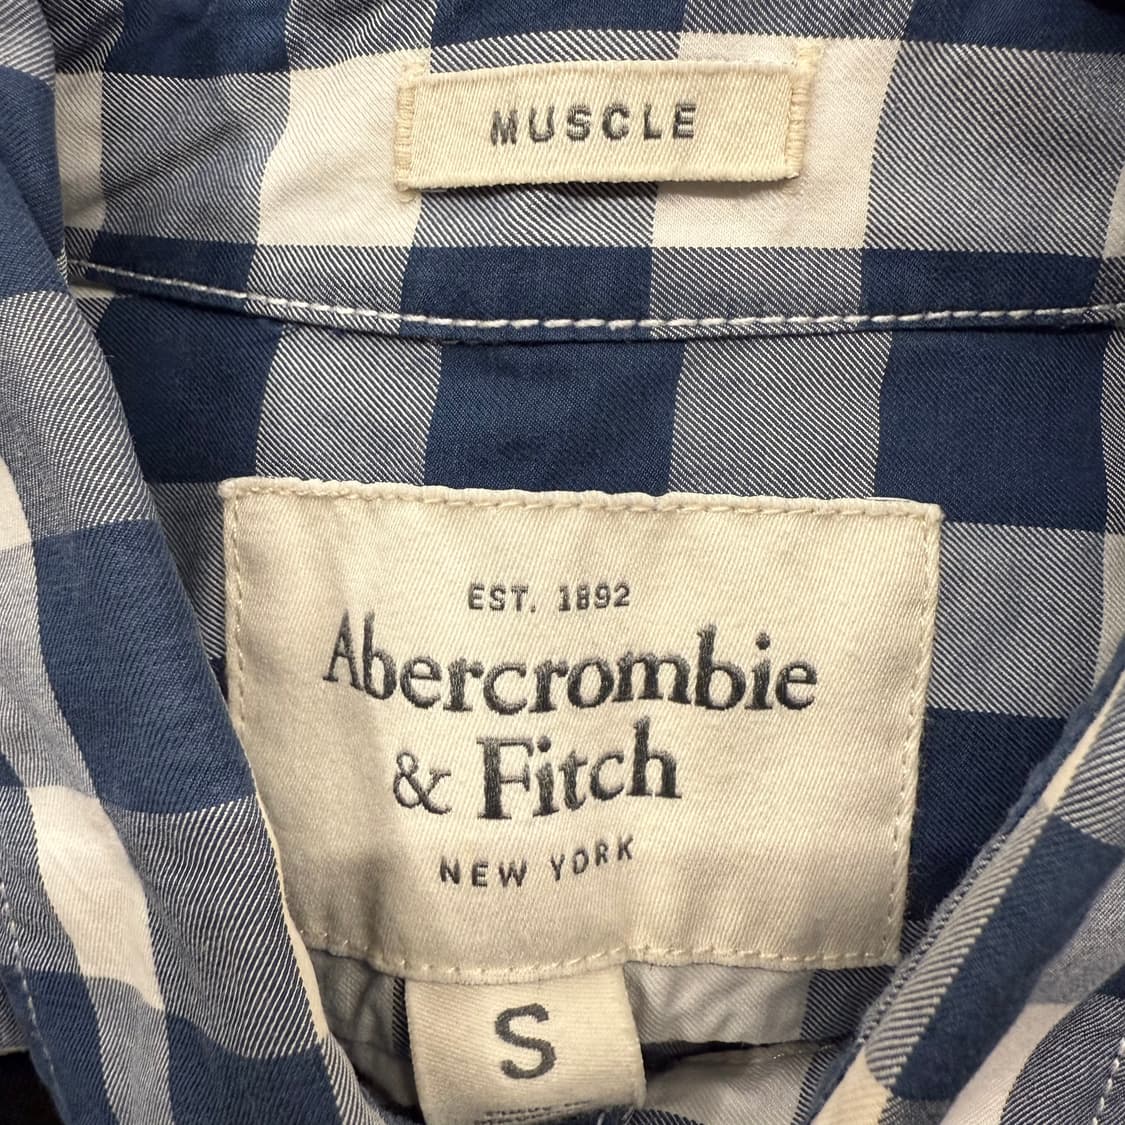 MUSCLE
EST. 1892
Abercrombie
& Fitch
NEW YORK
S